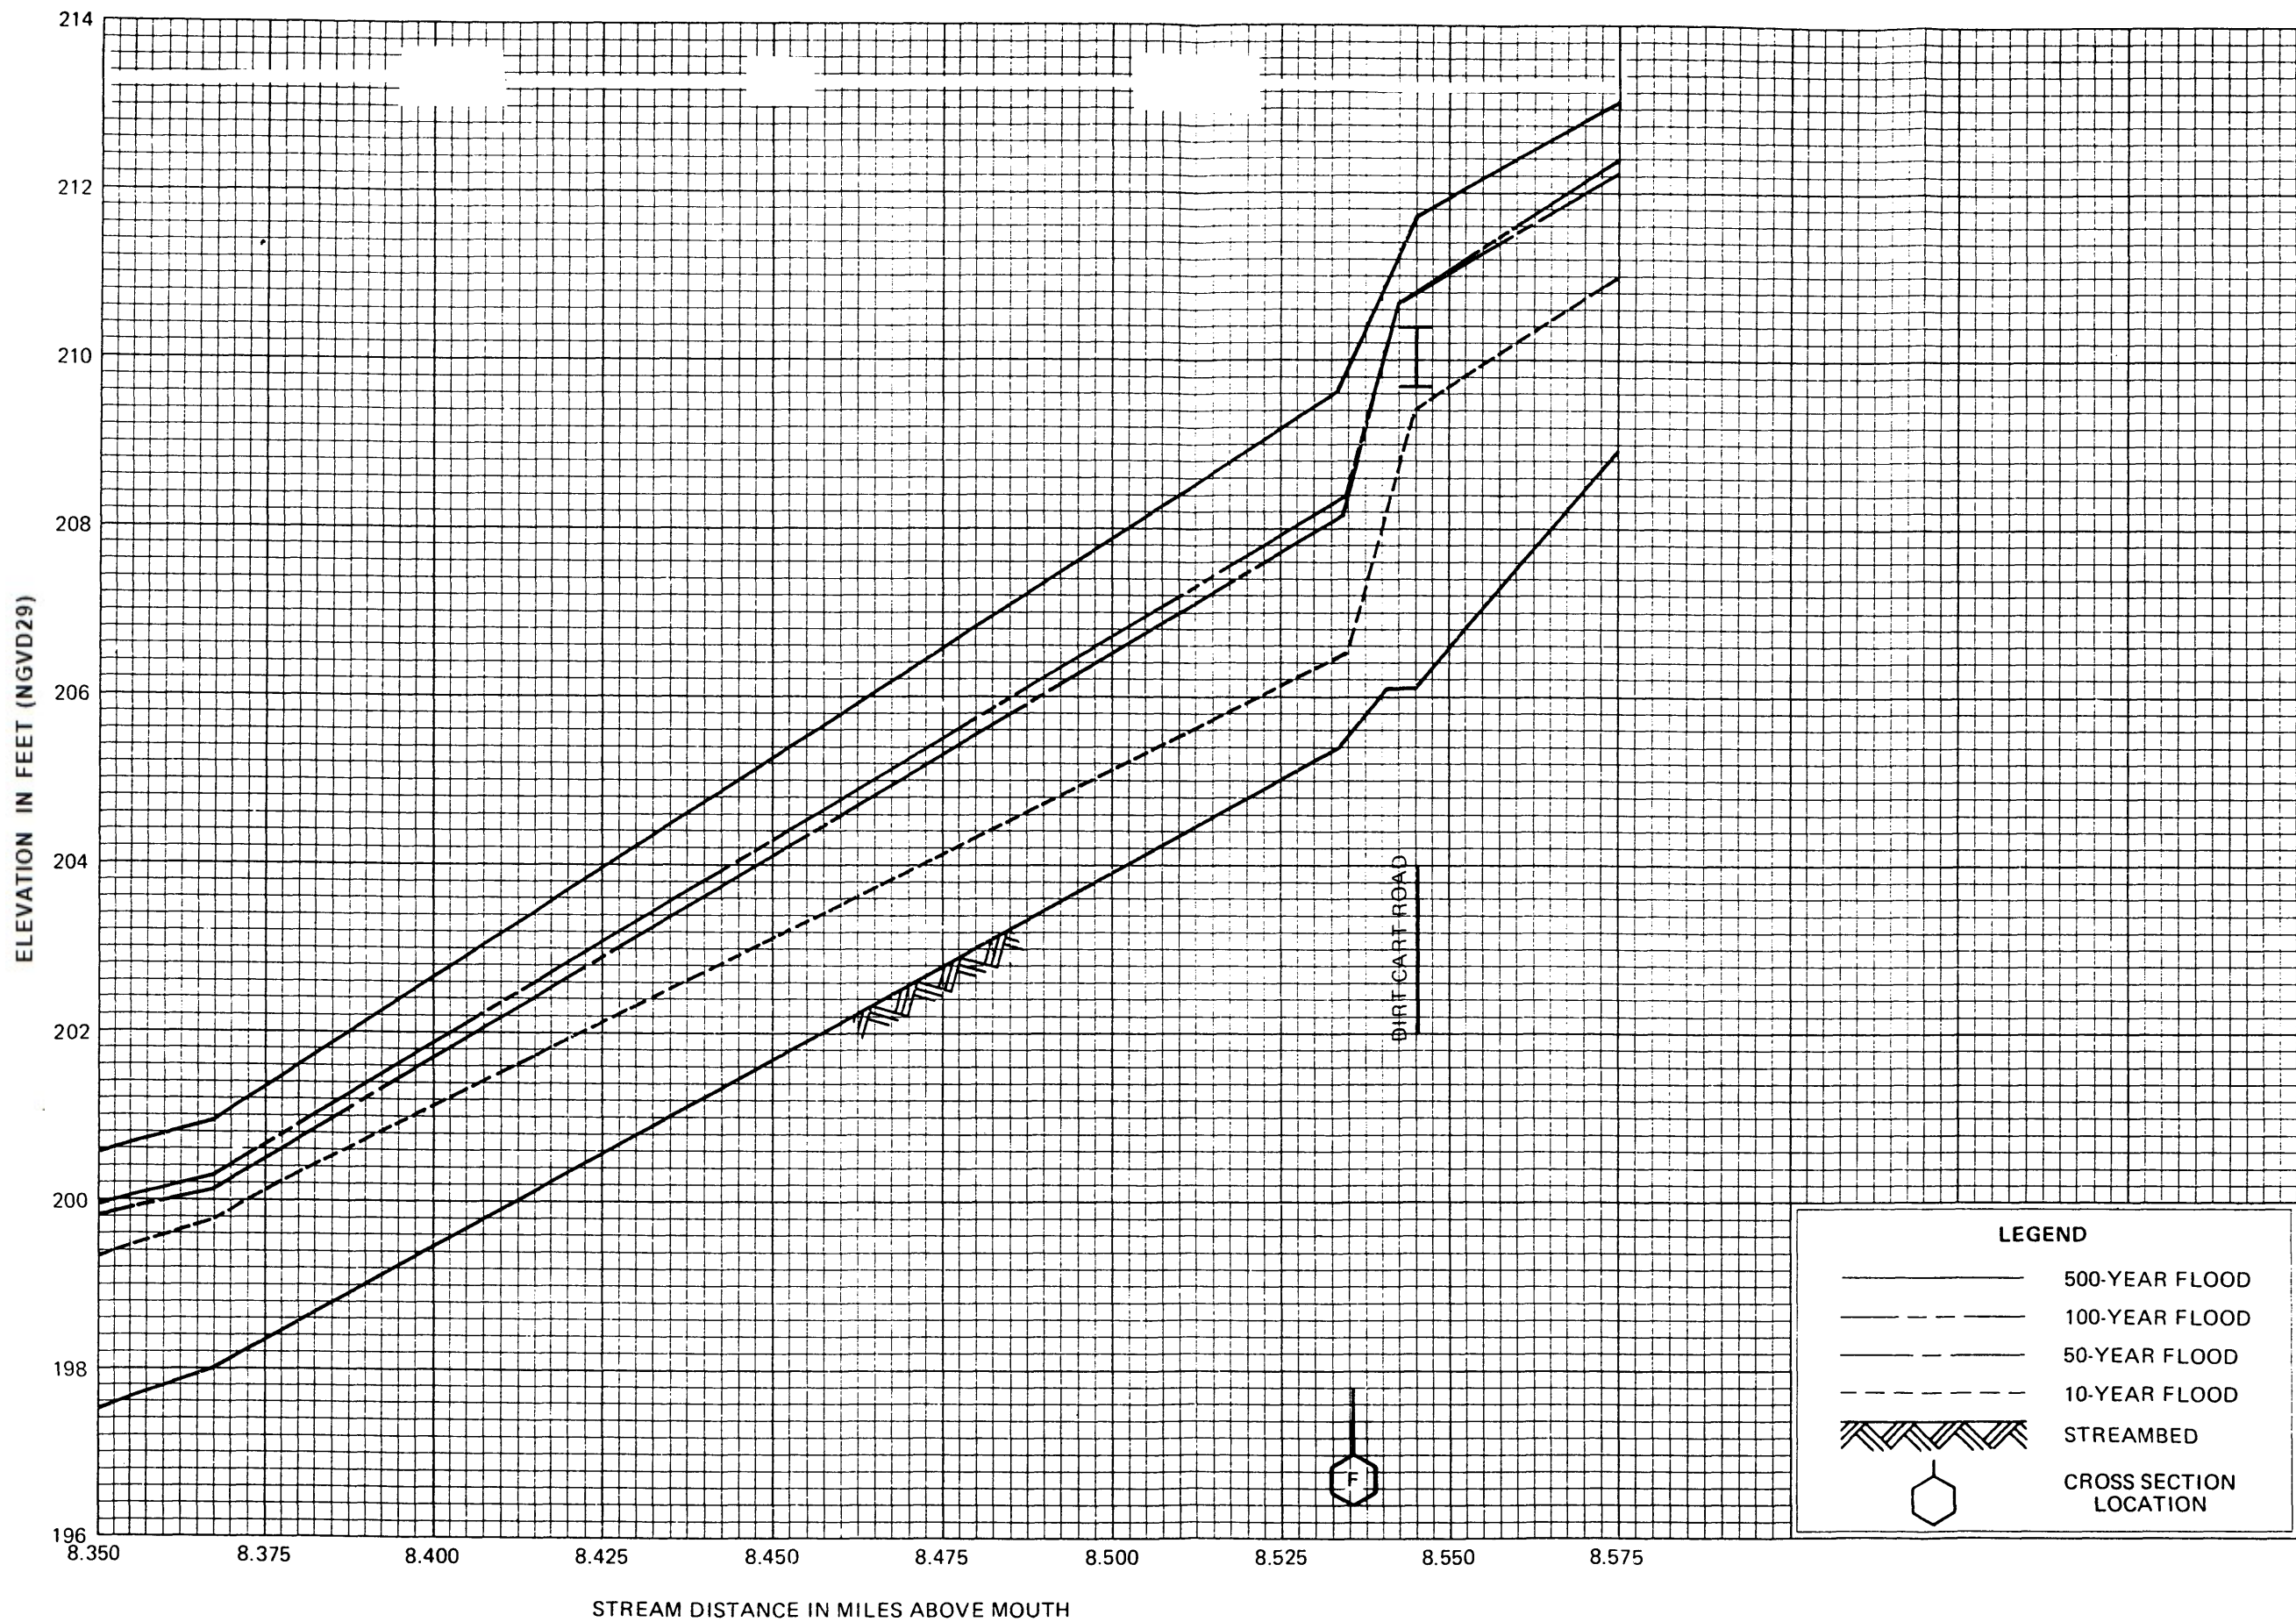 214
212
210
208
206
204
202
200
198
196
ELEVATION IN FEET (NGVD29)
8.350
8.375
8.400
8.425
8.450
8.475
8.500
8.525
8.550
8.575
STREAM DISTANCE IN MILES ABOVE MOUTH
DIRT CART ROAD
F
LEGEND
500-YEAR FLOOD
100-YEAR FLOOD
50-YEAR FLOOD
10-YEAR FLOOD
STREAMBED
CROSS SECTION
LOCATION